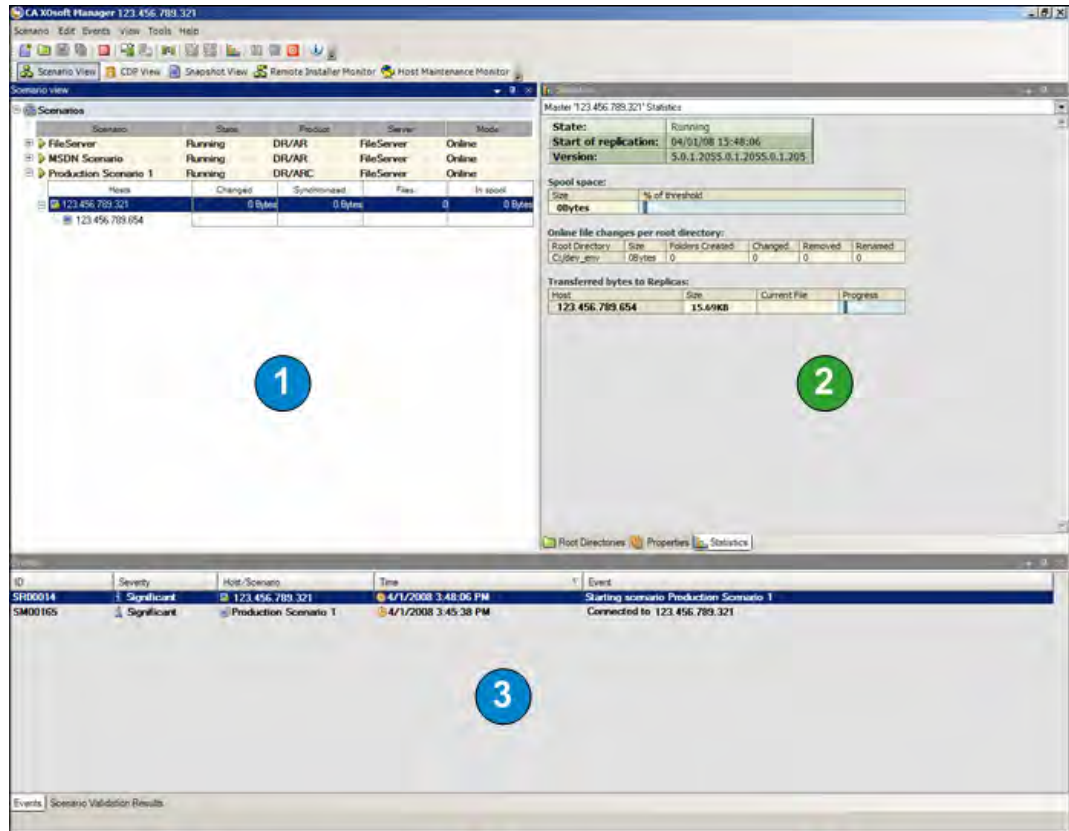 CA XOsoft Manager 123.456.789.321
Scenario Edit Events View Tools Help
Scenario View CDP View Snapshot View Remote Installer Monitor Host Maintenance Monitor
Scenario view
Scenarios
Scenario State Product Server Mode
FileServer Running DR/AR FileServer Online
MSDN Scenario Running DR/AR FileServer Online
Production Scenario 1 Running DR/ARC FileServer Online
Hosts Changed Synchronized Files In spool
123.456.789.321 0 Bytes 0 Bytes 0 0 Bytes
123.456.789.654
1
Statistics
Master '123.456.789.321' Statistics
State: Running
Start of replication: 04/01/08 15:48:06
Version: 5.0.1.2055.0.1.2055.0.1.205
Spool space:
Size % of threshold
0Bytes
Online file changes per root directory:
Root Directory Size Folders Created Changed Removed Renamed
C:/dev_env 0Bytes 0 0 0 0
Transferred bytes to Replicas:
Host Size Current File Progress
123.456.789.654 15.69KB
2
Root Directories Properties Statistics
Events
ID Severity Host/Scenario Time Event
SR00014 Significant 123.456.789.321 4/1/2008 3:48:06 PM Starting scenario Production Scenario 1
SM00165 Significant Production Scenario 1 4/1/2008 3:45:38 PM Connected to 123.456.789.321
3
Events Scenario Validation Results